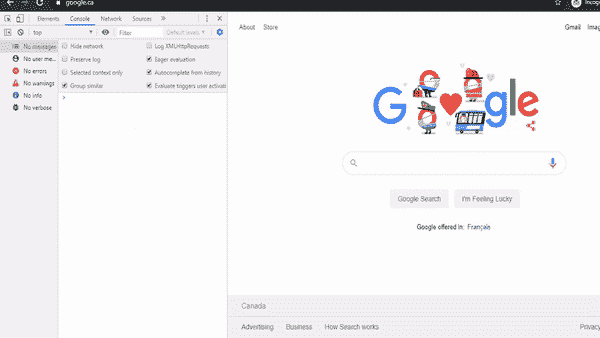 google.ca
Incog
Elements Console Network Sources
top Filter Default levels
No messages
No user me...
No errors
No warnings
No info
No verbose
Hide network
Preserve log
Selected context only
Group similar
Log XMLHttpRequests
Eager evaluation
Autocomplete from history
Evaluate triggers user activati
About Store
Gmail Imag
Google
Google Search I'm Feeling Lucky
Google offered in: Français
Canada
Advertising Business How Search works
Privacy